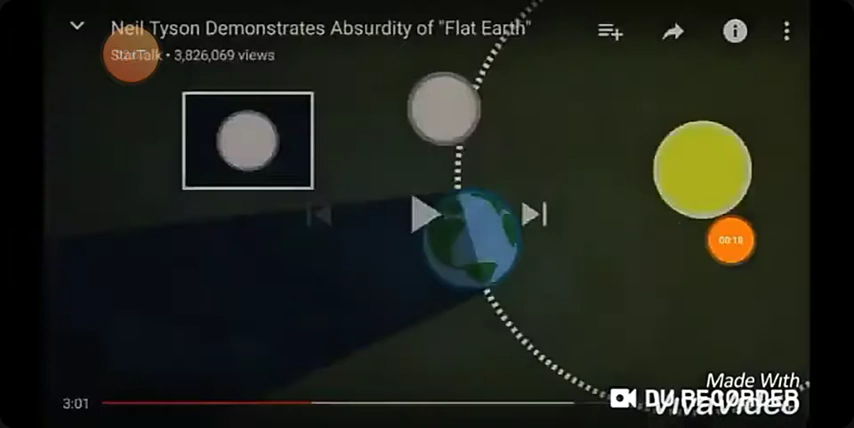 Neil Tyson Demonstrates Absurdity of "Flat Earth"
StarTalk • 3,826,069 views
00:18
3:01
Made With
DU RECORDER
VivaVideo